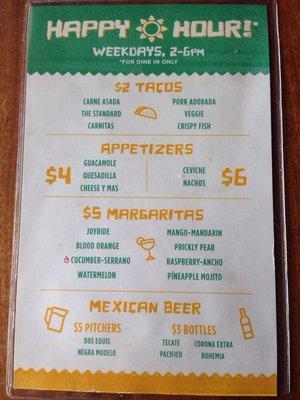 HAPPY HOUR!*
WEEKDAYS, 2-6PM
*FOR DINE IN ONLY
$2 TACOS
CARNE ASADA
THE STANDARD
CARNITAS
PORK ADOBADA
VEGGIE
CRISPY FISH
APPETIZERS
$4
GUACAMOLE
QUESADILLA
CHEESE Y MAS
CEVICHE
NACHOS
$6
$5 MARGARITAS
JOYRIDE
BLOOD ORANGE
CUCUMBER-SERRANO
WATERMELON
MANGO-MANDARIN
PRICKLY PEAR
RASPBERRY-ANCHO
PINEAPPLE MOJITO
MEXICAN BEER
$5 PITCHERS
DOS EQUIS
NEGRA MODELO
$3 BOTTLES
TECATE
PACIFICO
CORONA EXTRA
BOHEMIA